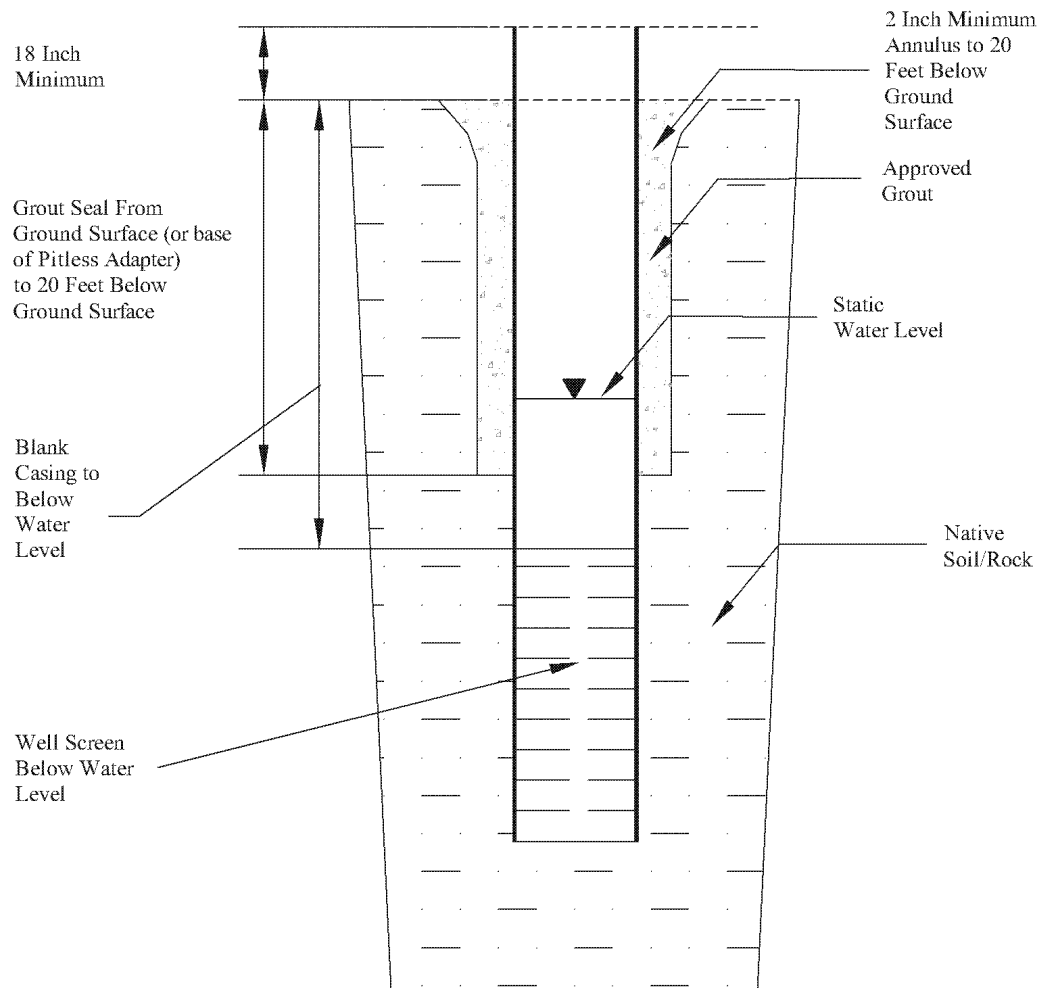 18 Inch
Minimum
2 Inch Minimum
Annulus to 20
Feet Below
Ground
Surface
Approved
Grout
Grout Seal From
Ground Surface (or base
of Pitless Adapter)
to 20 Feet Below
Ground Surface
Static
Water Level
Blank
Casing to
Below
Water
Level
Native
Soil/Rock
Well Screen
Below Water
Level